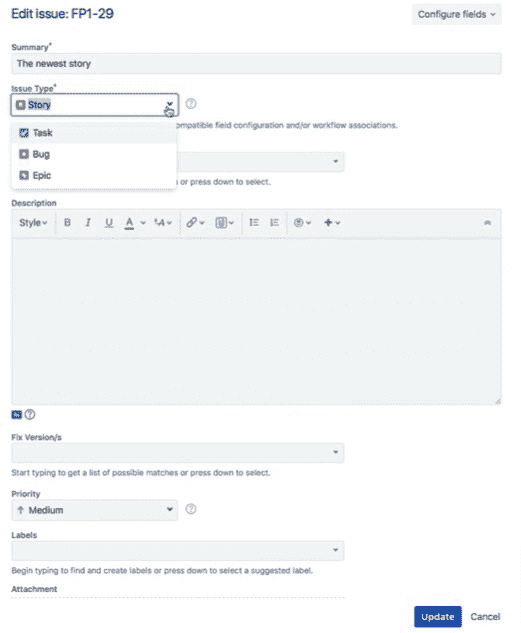 Edit issue: FP1-29
Configure fields
Summary*
The newest story
Issue Type*
Story
?
compatible field configuration and/or workflow associations.
Task
Bug
Epic
or press down to select.
Description
Style B I U A A
?
Fix Version/s
Start typing to get a list of possible matches or press down to select.
Priority
Medium
?
Labels
Begin typing to find and create labels or press down to select a suggested label.
Attachment
Update Cancel